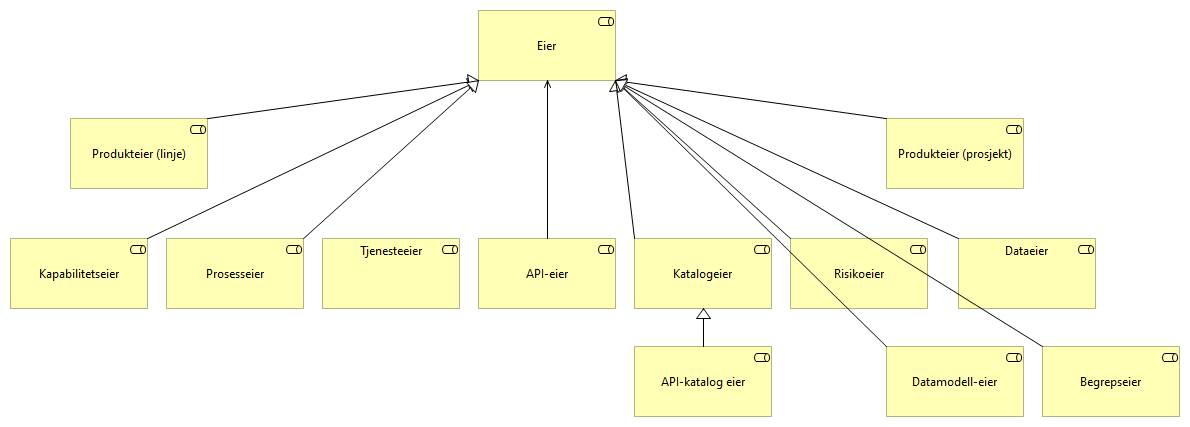 Eier
Produkteier (linje)
Produkteier (prosjekt)
Kapabilitetseier
Prosesseier
Tjenesteeier
API-eier
Katalogeier
Risikoeier
Dataeier
API-katalog eier
Datamodell-eier
Begrepseier